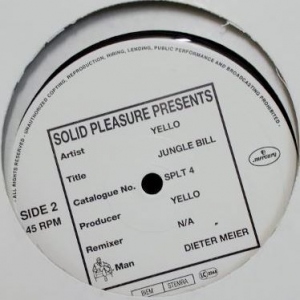 ALL RIGHTS RESERVED - UNAUTHORISED COPYING, REPRODUCTION, HIRING, LENDING, PUBLIC PERFORMANCE AND BROADCASTING PROHIBITED.
SOLID PLEASURE PRESENTS
Artist YELLO
Title JUNGLE BILL
Catalogue No. SPLT 4
Producer YELLO
Remixer N/A
Man DIETER MEIER
SIDE 2
45 RPM
mercury
BIEM
STEMRA